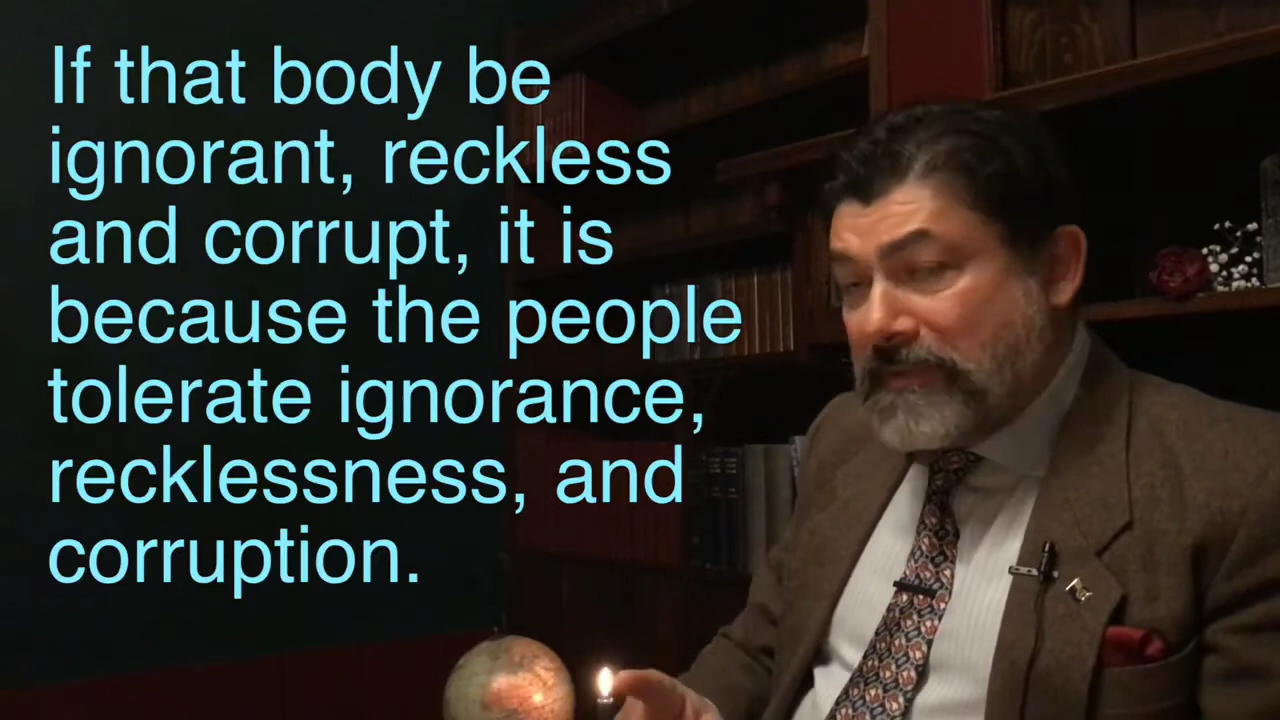 If that body be
ignorant, reckless
and corrupt, it is
because the people
tolerate ignorance,
recklessness, and
corruption.